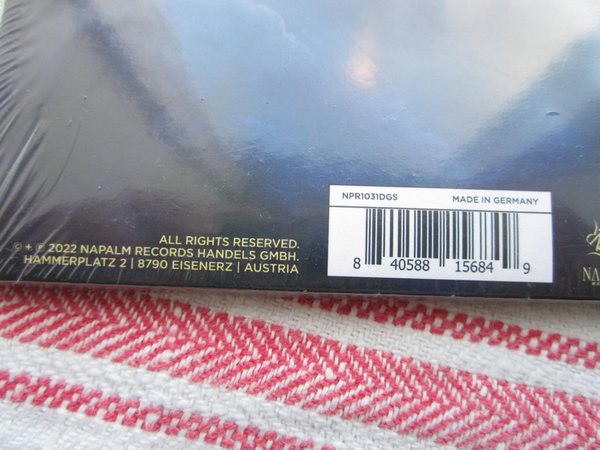 NPR1031DGS MADE IN GERMANY
8 40588 15684 9
ALL RIGHTS RESERVED.
© + ℗ 2022 NAPALM RECORDS HANDELS GMBH.
HAMMERPLATZ 2 | 8790 EISENERZ | AUSTRIA
NA